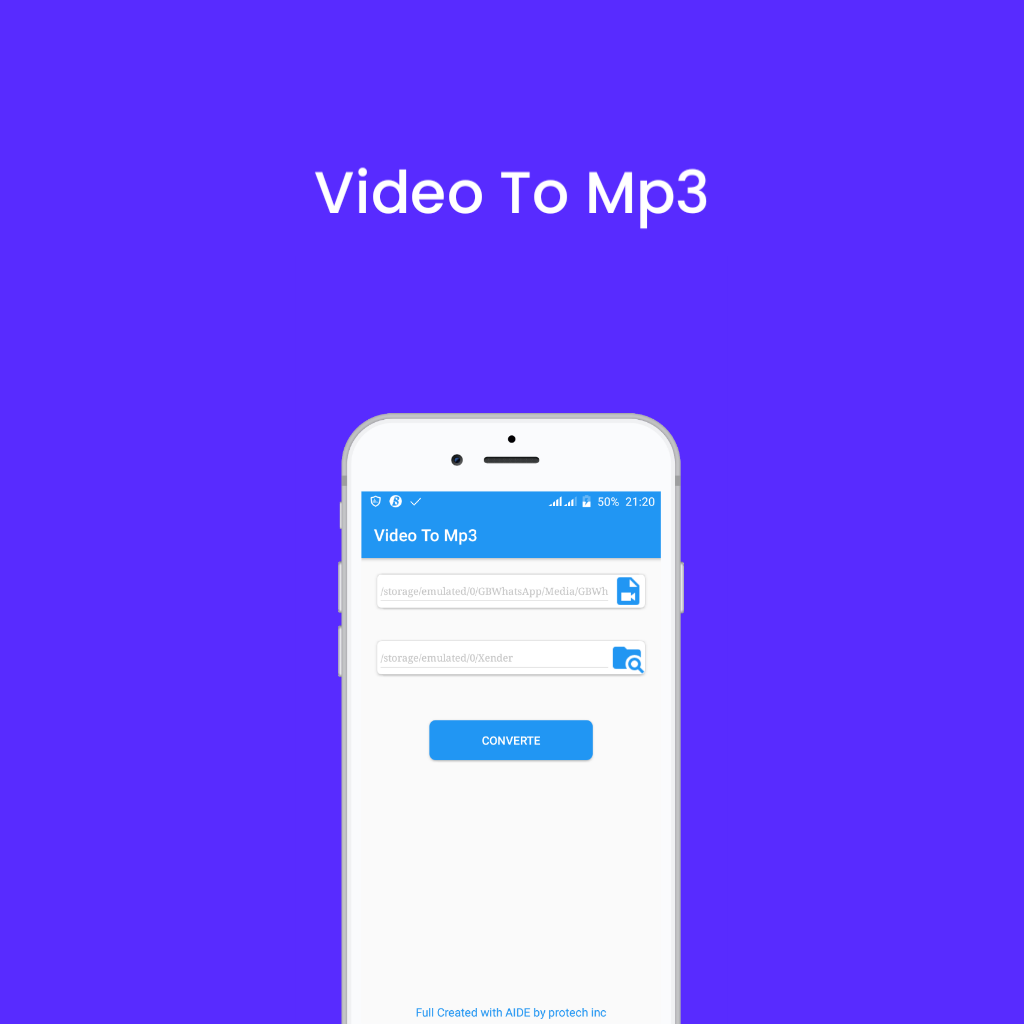 Video To Mp3
50% 21:20
Video To Mp3
/storage/emulated/0/GBWhatsApp/Media/GBWh
/storage/emulated/0/Xender
CONVERTE
Full Created with AIDE by protech inc